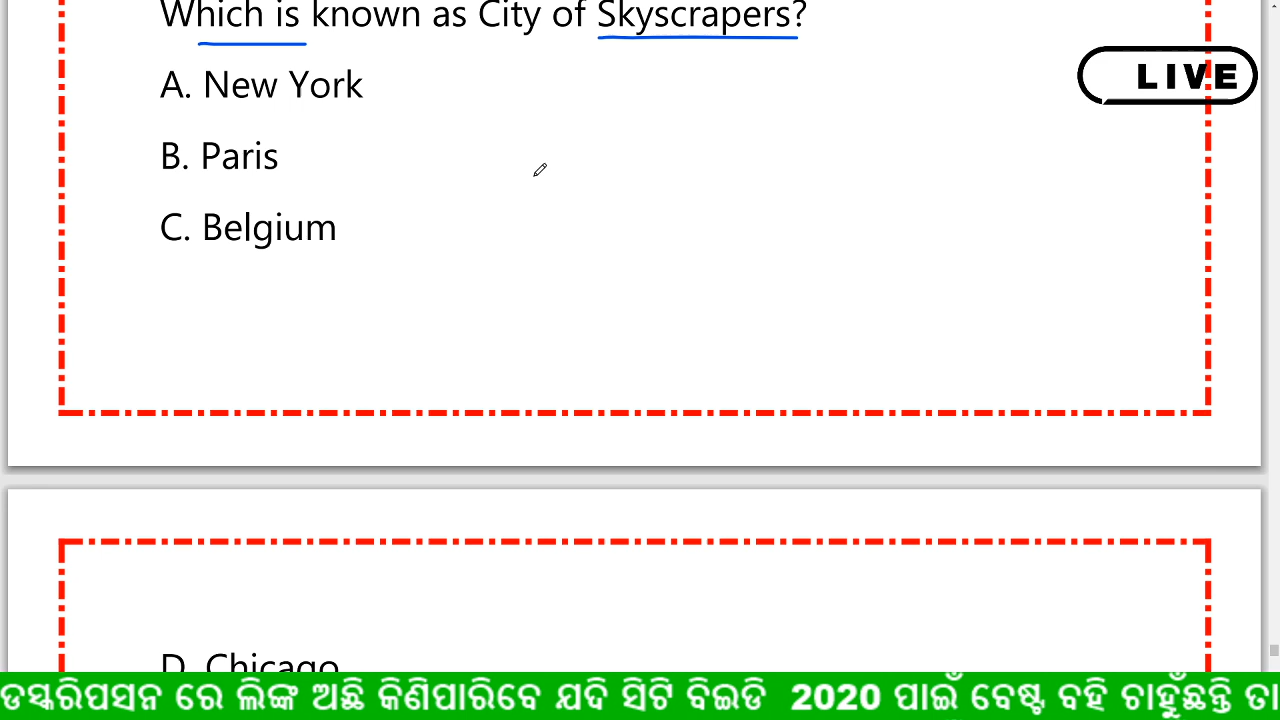 Which is known as City of Skyscrapers?
LIVE
A. New York
B. Paris
C. Belgium
D. Chicago
ଡସ୍କରିପସନ ରେ ଲିଙ୍କ ଅଛି କିଣିପାରିବେ ଯଦି ସିଟି ବିଇଡି 2020 ପାଇଁ ବେଷ୍ଟ ବହି ଚାହୁଁଛନ୍ତି ତା